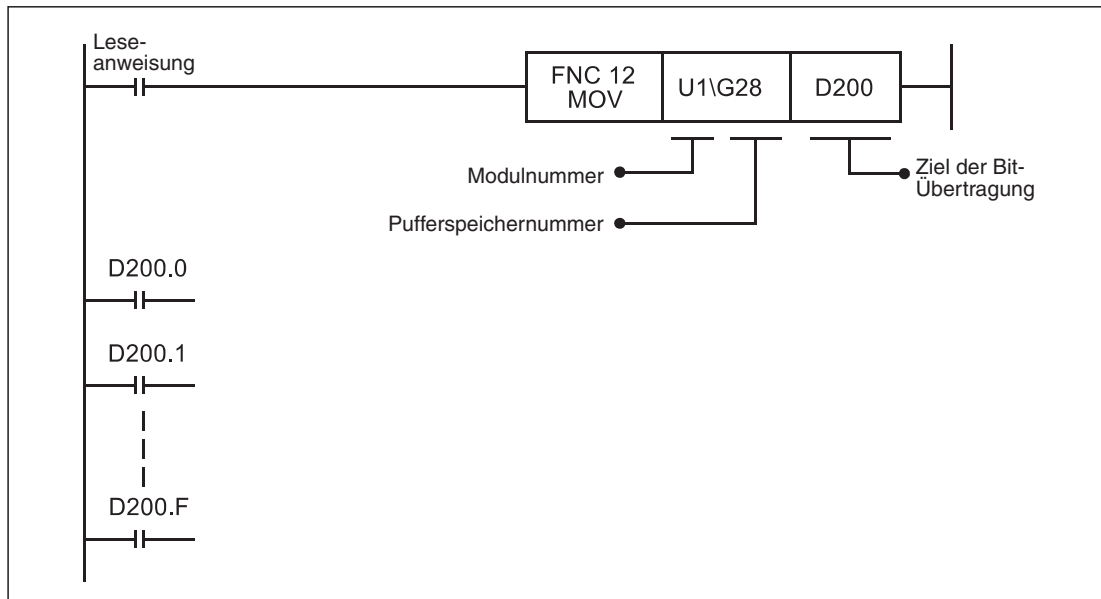 Lese-
anweisung
FNC 12
MOV
U1\G28
D200
Modulnummer
Ziel der Bit-
Übertragung
Pufferspeichernummer
D200.0
D200.1
D200.F